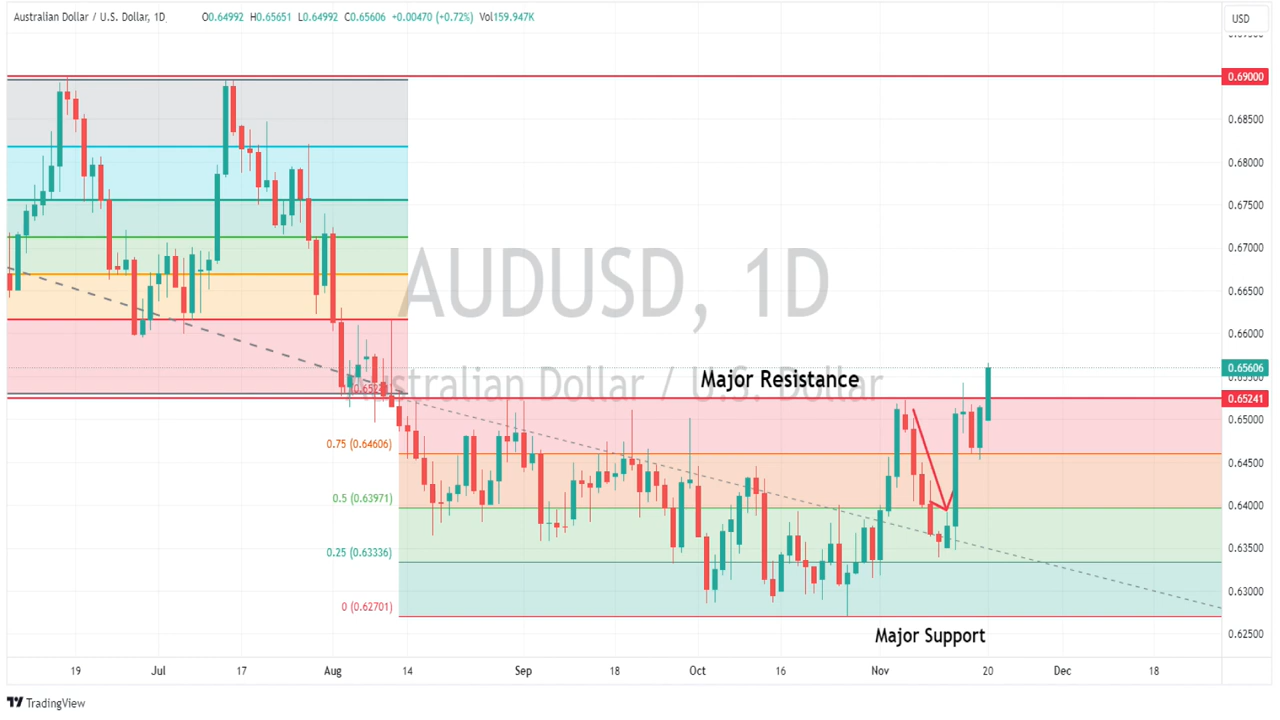 Australian Dollar / U.S. Dollar, 1D  O0.64992 H0.65651 L0.64992 C0.65606 +0.00470 (+0.72%) Vol159.947K
USD
0.69000
0.68500
0.68000
0.67500
0.67000
0.66500
0.66000
0.65606
0.65241
0.65000
0.64500
0.64000
0.63500
0.63000
0.62500
AUDUSD, 1D
Australian Dollar / U.S. Dollar
Major Resistance
0.75 (0.64606)
0.5 (0.63971)
0.25 (0.63336)
0 (0.62701)
Major Support
19 Jul 17 Aug 14 Sep 18 Oct 16 Nov 20 Dec 18
TradingView